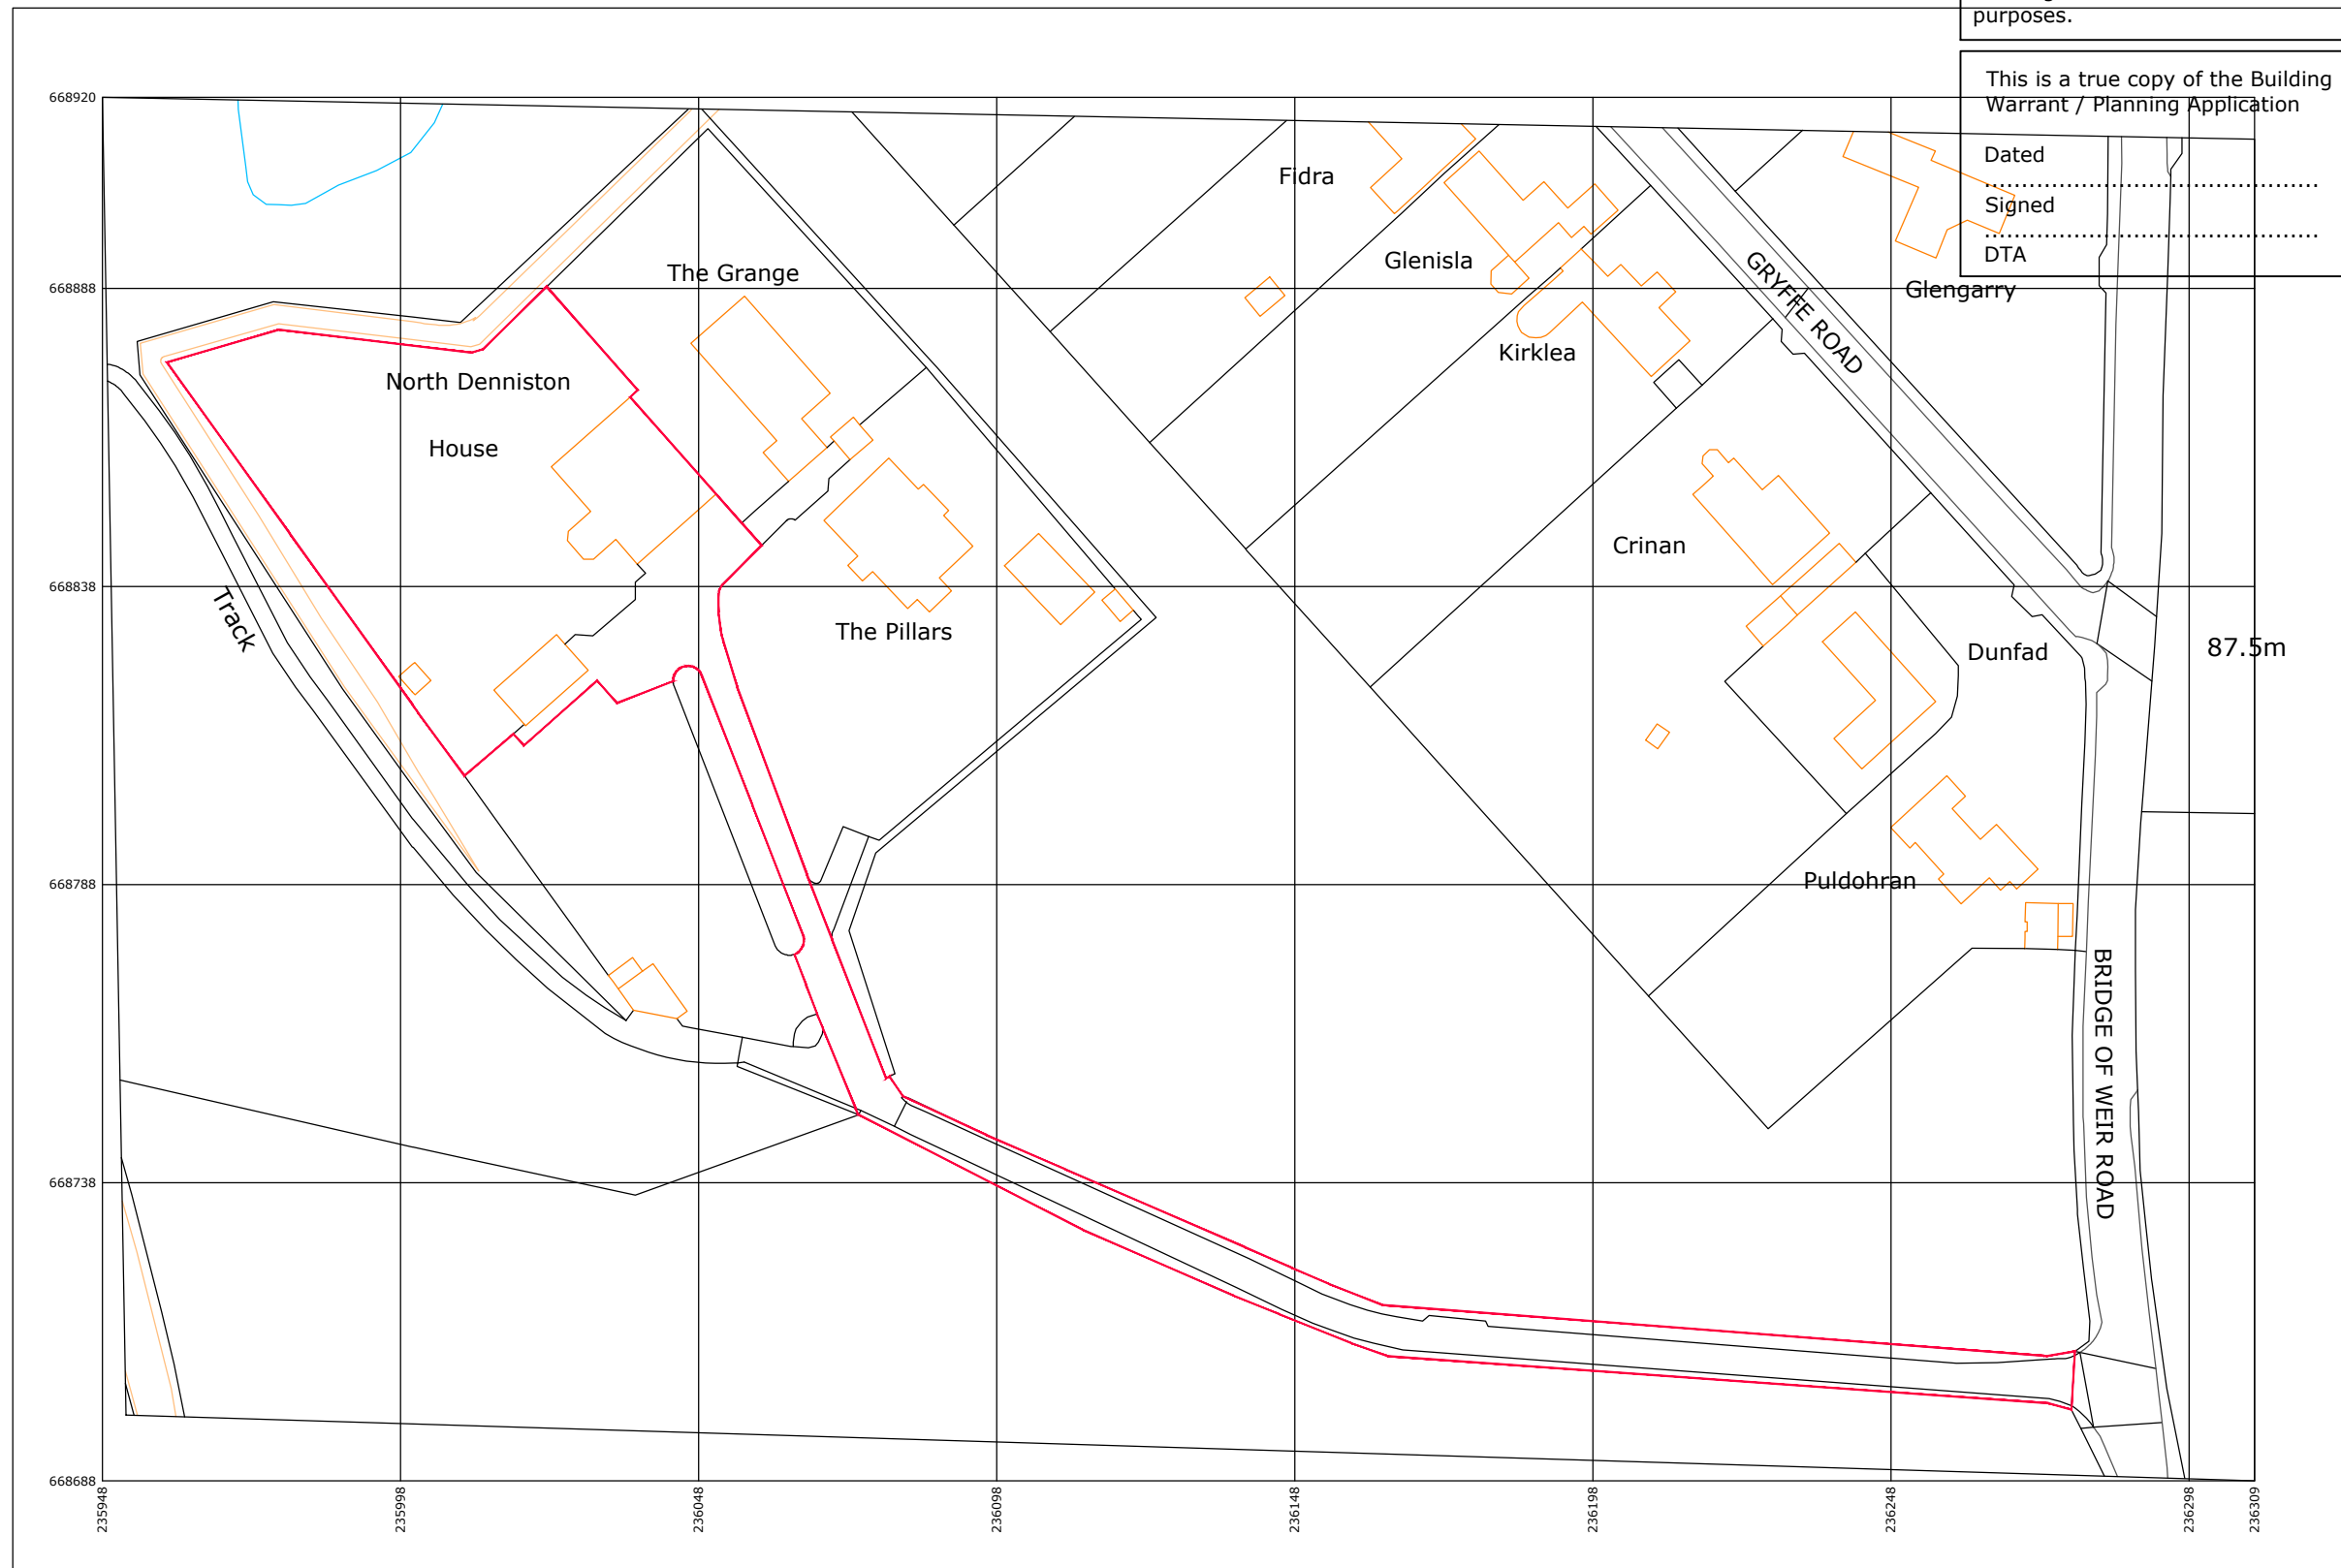 purposes.
This is a true copy of the Building
Warrant / Planning Application
Dated
Signed
DTA
668920
668888
668838
668788
668738
668688
Fidra
Glenisla
The Grange
GRYFFE ROAD
Glengarry
Kirklea
North Denniston
House
Crinan
Track
The Pillars
Dunfad
87.5m
Puldohran
BRIDGE OF WEIR ROAD
235948
235998
236048
236098
236148
236198
236248
236298
236309